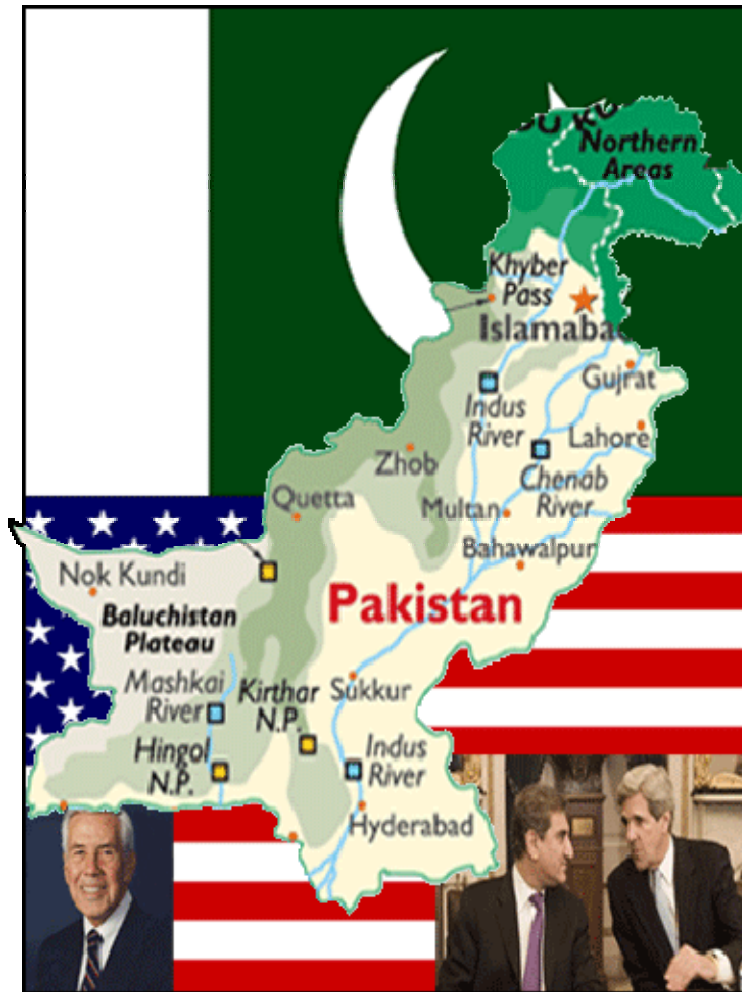 Northern
Areas
Khyber
Pass
Islamaba
Gujrat
Indus
River
Lahore
Zhob
Chenab
River
Quetta
Multan
Bahawalpur
Nok Kundi
Pakistan
Baluchistan
Plateau
Mashkai
River
Kirthar
N.P.
Sukkur
Hingol
N.P.
Indus
River
Hyderabad